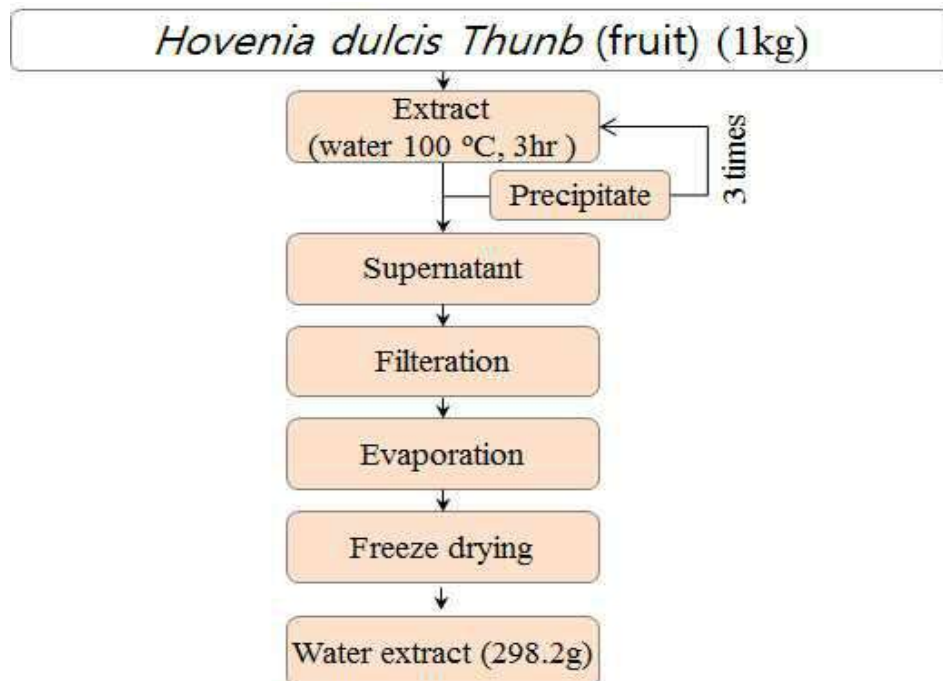 Hovenia dulcis Thunb (fruit) (1kg)
Extract
(water 100 ºC, 3hr )
3 times
Precipitate
Supernatant
Filteration
Evaporation
Freeze drying
Water extract (298.2g)